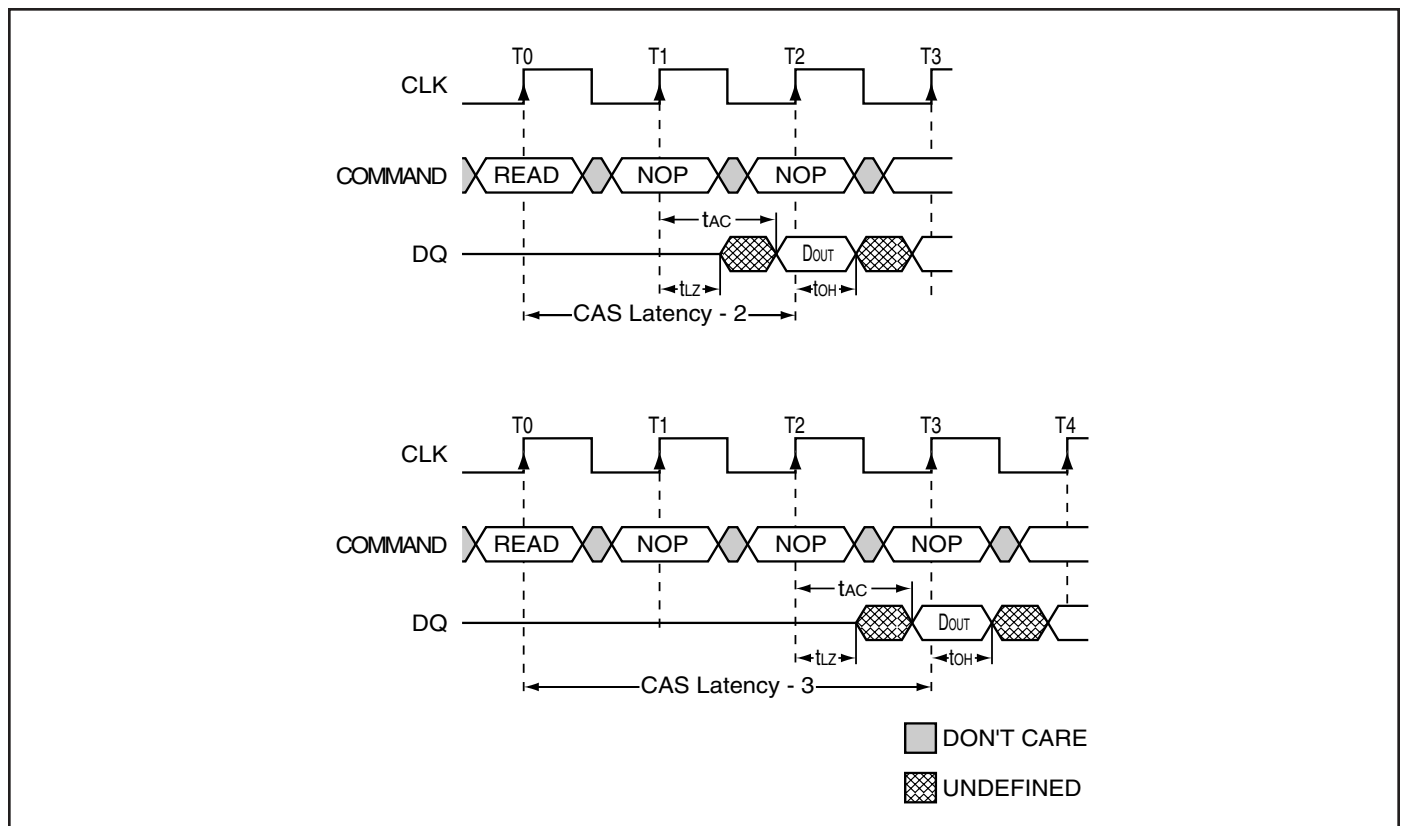 T0 T1 T2 T3
CLK
COMMAND READ NOP NOP
tAC
DQ DOUT
tLZ tOH
CAS Latency - 2
T0 T1 T2 T3 T4
CLK
COMMAND READ NOP NOP NOP
tAC
DQ DOUT
tLZ tOH
CAS Latency - 3
DON'T CARE
UNDEFINED